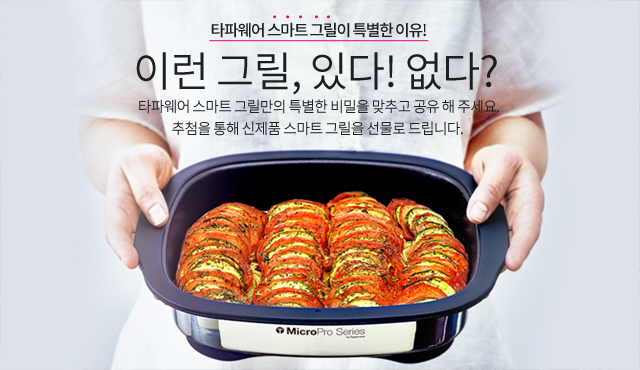 타파웨어 스마트 그릴이 특별한 이유!
이런 그릴, 있다! 없다?
타파웨어 스마트 그릴만의 특별한 비밀을 맞추고 공유 해 주세요.
추첨을 통해 신제품 스마트 그릴을 선물로 드립니다.
MicroPro Series